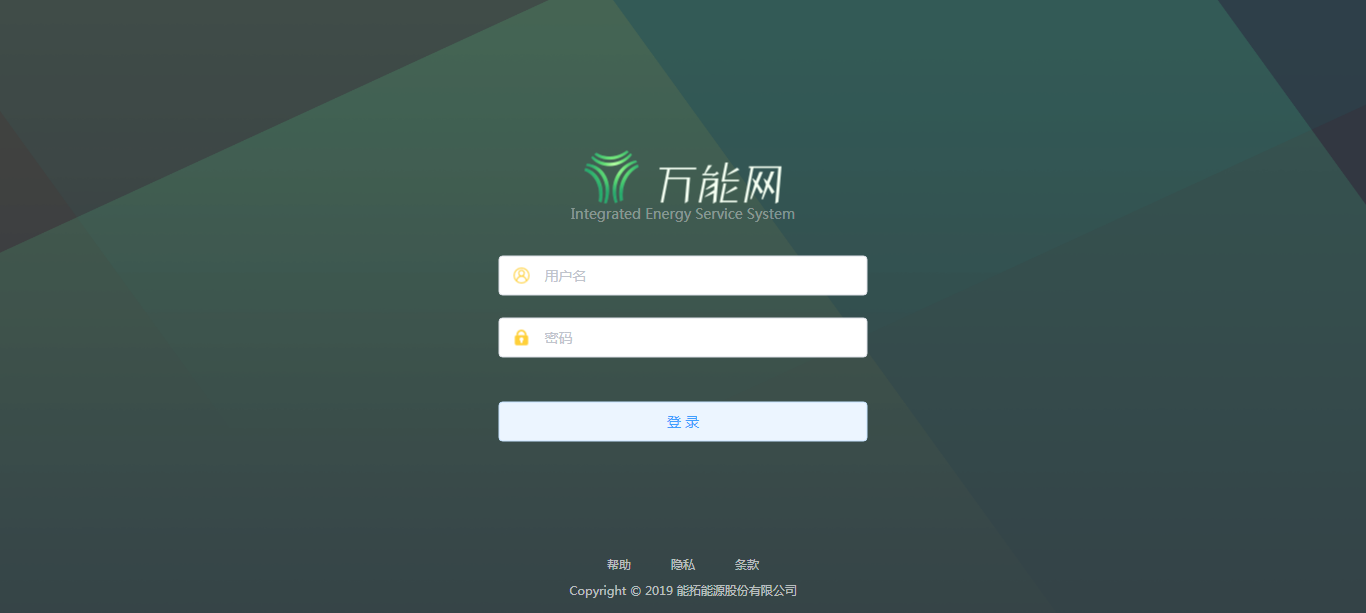 万能网
Integrated Energy Service System
用户名
密码
登 录
帮助 隐私 条款
Copyright © 2019 能拓能源股份有限公司